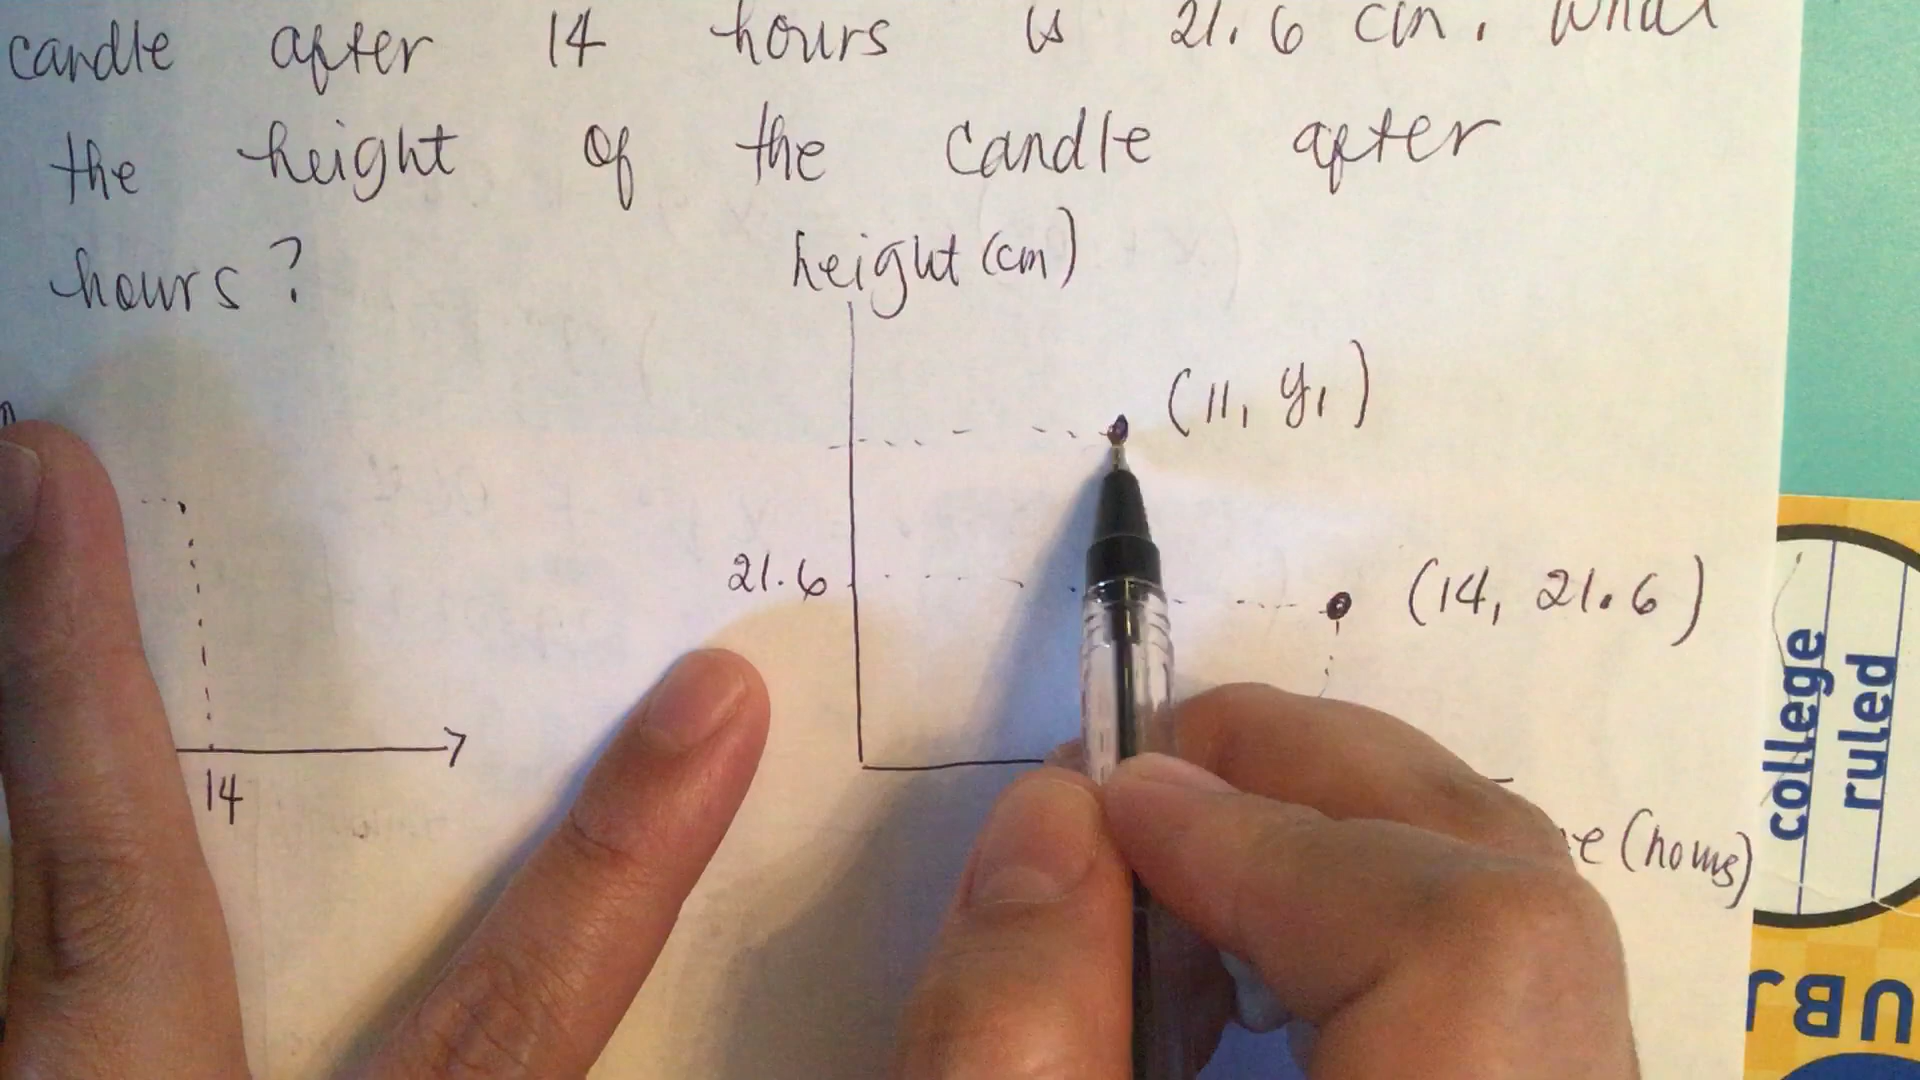 candle after 14 hours is 21.6 cm. What
the height of the candle after
hours?
height (cm)
(11, y1)
21.6
(14, 21.6)
14
(hours)
college
ruled